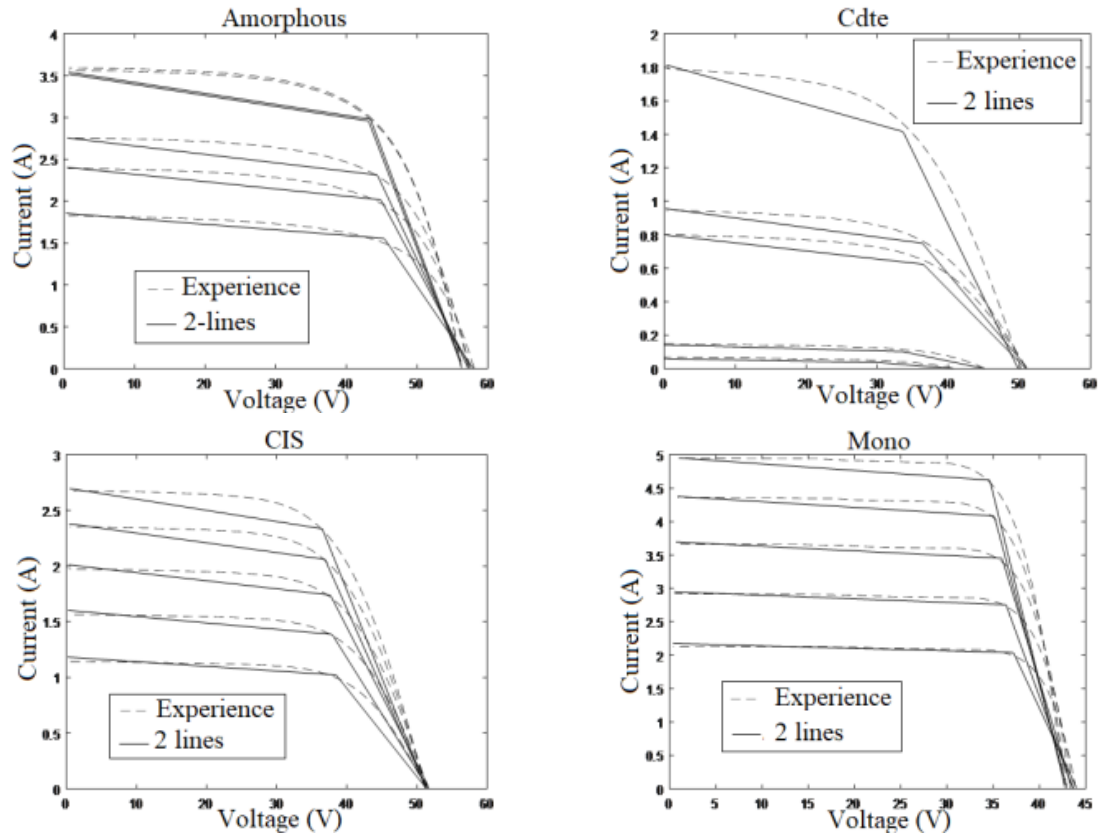 Amorphous
4
3.5
3
2.5
2
1.5
1
0.5
0
Current (A)
Experience
2-lines
0 10 20 30 40 50 60
Voltage (V)
Cdte
2
1.8
1.6
1.4
1.2
1
0.8
0.6
0.4
0.2
0
Current (A)
Experience
2 lines
0 10 20 30 40 50 60
Voltage (V)
CIS
3
2.5
2
1.5
1
0.5
0
Current (A)
Experience
2 lines
0 10 20 30 40 50 60
Voltage (V)
Mono
5
4.5
4
3.5
3
2.5
2
1.5
1
0.5
0
Current (A)
Experience
2 lines
0 5 10 15 20 25 30 35 40 45
Voltage (V)